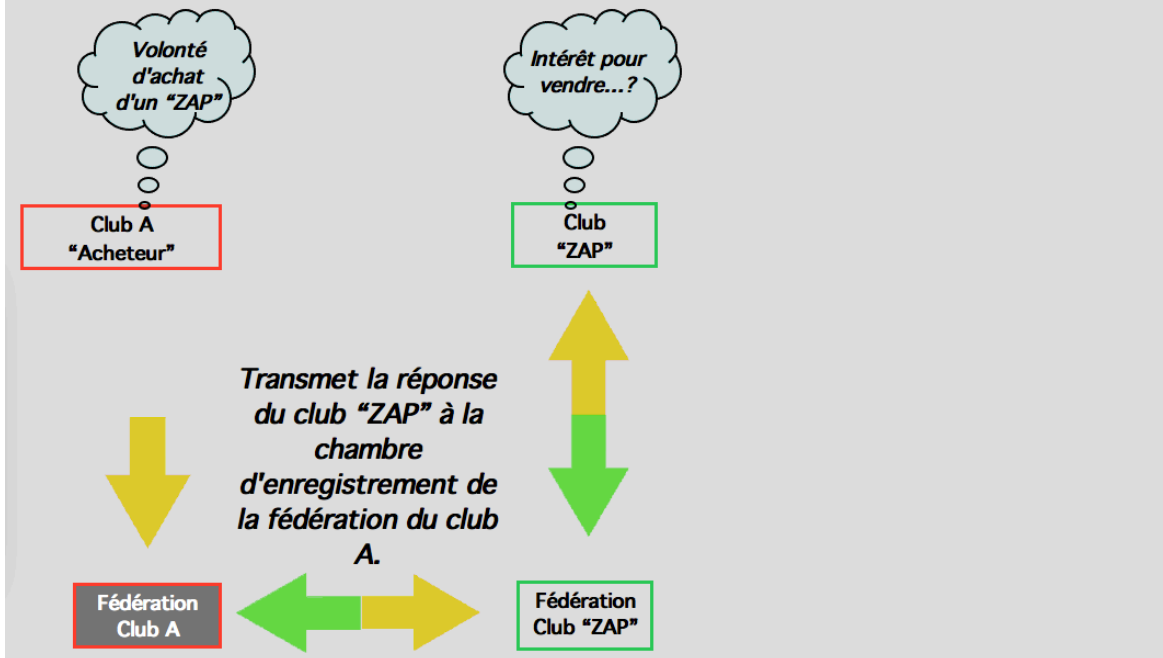 Volonté
d'achat
d'un “ZAP”
Intérêt pour
vendre...?
Club A
“Acheteur”
Club
“ZAP”
Transmet la réponse
du club “ZAP” à la
chambre
d'enregistrement de
la fédération du club
A.
Fédération
Club A
Fédération
Club “ZAP”